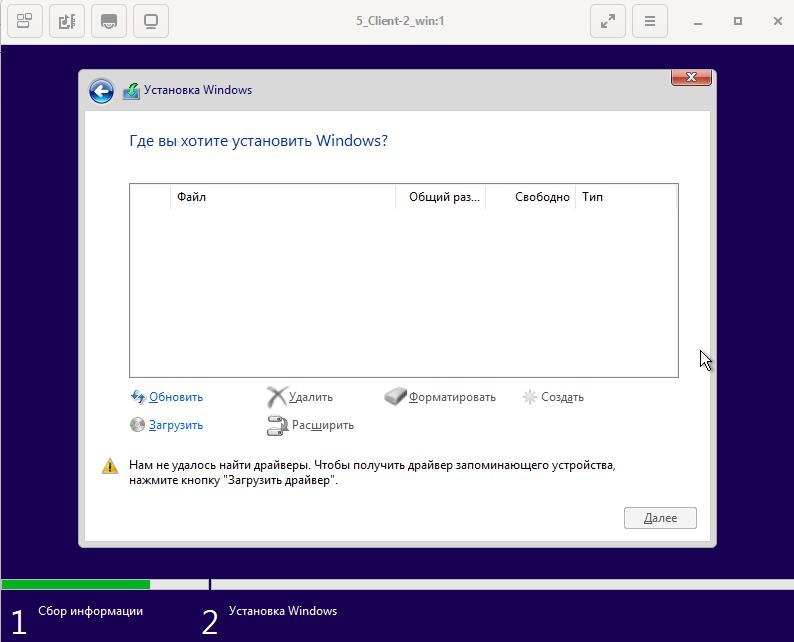 5_Client-2_win:1
Установка Windows
Где вы хотите установить Windows?
Файл Общий раз... Свободно Тип
Обновить Удалить Форматировать Создать
Загрузить Расширить
Нам не удалось найти драйверы. Чтобы получить драйвер запоминающего устройства,
нажмите кнопку "Загрузить драйвер".
Далее
1 Сбор информации 2 Установка Windows